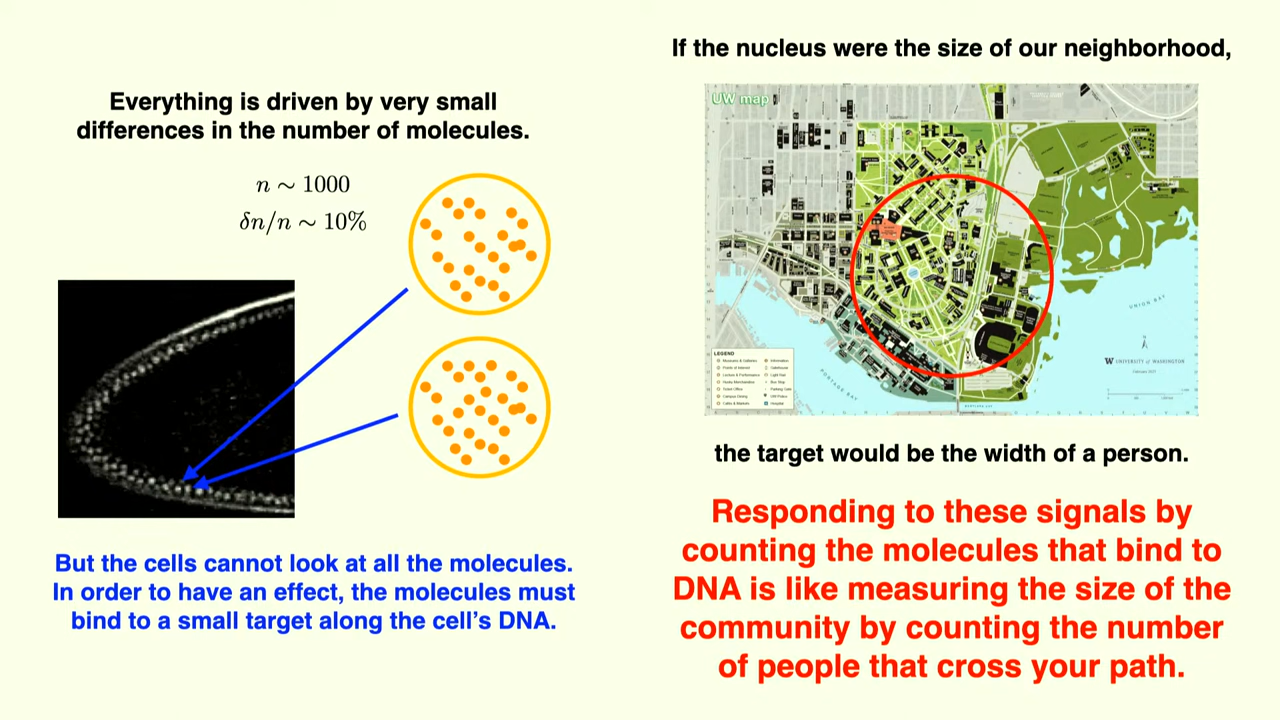 Everything is driven by very small
differences in the number of molecules.
n ∼ 1000
δn/n ∼ 10%
But the cells cannot look at all the molecules.
In order to have an effect, the molecules must
bind to a small target along the cell's DNA.
If the nucleus were the size of our neighborhood,
UW map
UNION BAY
PORTAGE BAY
W UNIVERSITY of WASHINGTON
LEGEND
the target would be the width of a person.
Responding to these signals by
counting the molecules that bind to
DNA is like measuring the size of the
community by counting the number
of people that cross your path.